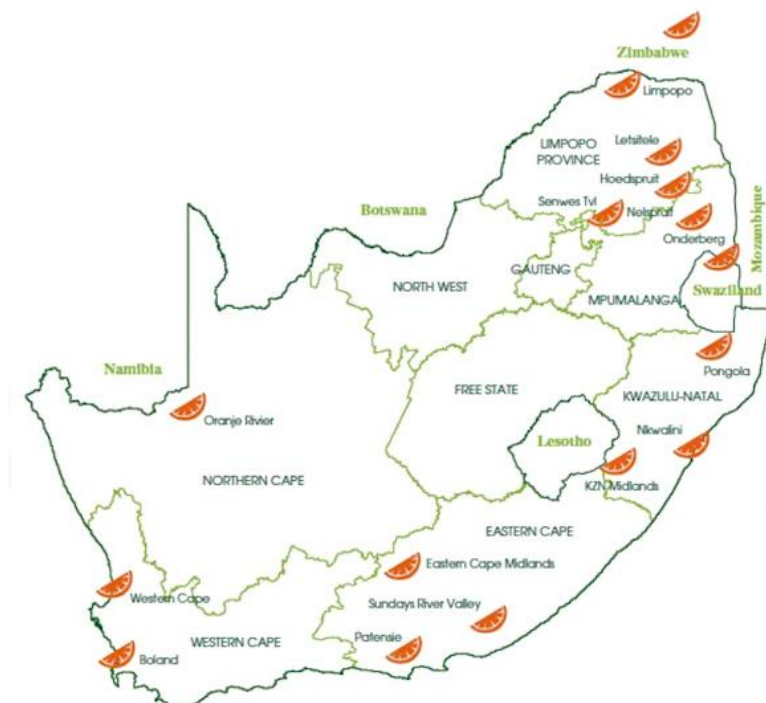 Zimbabwe
Limpopo
LIMPOPO
PROVINCE
Letsitele
Hoedspruit
Senwes Tvl
Nelspruit
Onderberg
Botswana
Mozambique
GAUTENG
NORTH WEST
MPUMALANGA
Swaziland
Namibia
Pongola
FREE STATE
KWAZULU-NATAL
Oranje Rivier
Nkwalini
Lesotho
NORTHERN CAPE
KZN Midlands
EASTERN CAPE
Eastern Cape Midlands
Western Cape
Sundays River Valley
WESTERN CAPE
Patensie
Boland